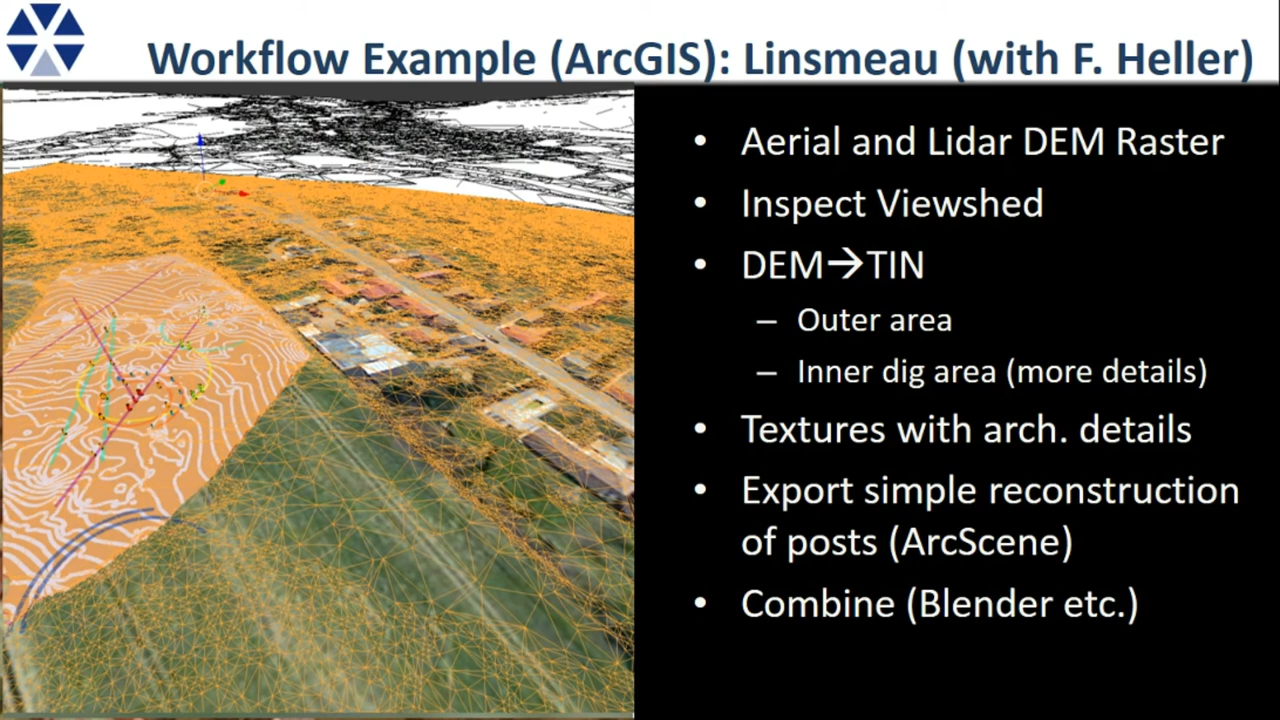 Workflow Example (ArcGIS): Linsmeau (with F. Heller)
• Aerial and Lidar DEM Raster
• Inspect Viewshed
• DEM→TIN
– Outer area
– Inner dig area (more details)
• Textures with arch. details
• Export simple reconstruction
of posts (ArcScene)
• Combine (Blender etc.)